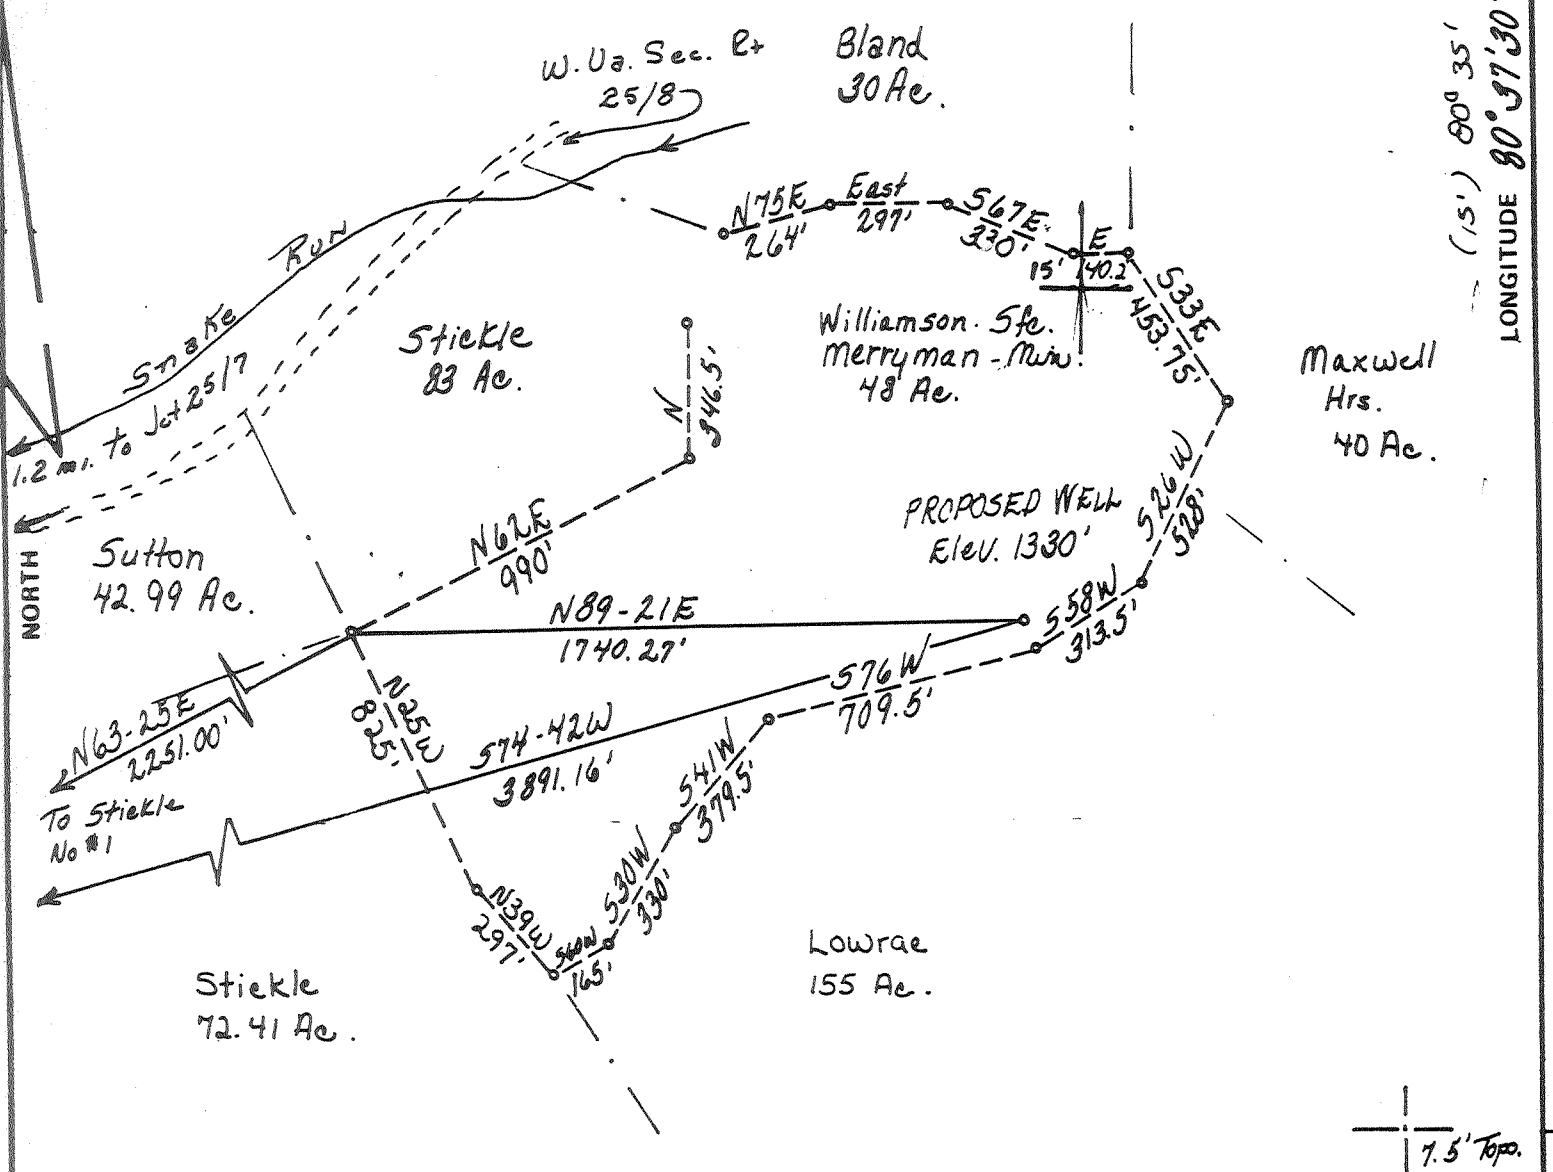 W. Va. Sec. Rt
25/8
Bland
30 Ac.
(15') 80° 35'
LONGITUDE 80° 37' 30"
N75E
264'
East
297'
S67E
330'
E
15' 140.2
S33E
453.75'
Snake Run
1.2 mi. to Jct 25/7
Stickle
83 Ac.
N
346.5'
Williamson - Sfc.
Merryman - Min.
48 Ac.
Maxwell
Hrs.
40 Ac.
S26W
528'
PROPOSED WELL
Elev. 1330'
N62E
990'
Sutton
42.99 Ac.
NORTH
N89-21E
1740.27'
S58W
313.5'
S76W
709.5'
N63-25E
2251.00'
To Stickle
No #1
N25W
825'
S74-42W
3891.16'
S41W
379.5'
S30W
330'
S60W
165'
N39W
297'
Stickle
72.41 Ac.
Lowrae
155 Ac.
7.5' Topo.